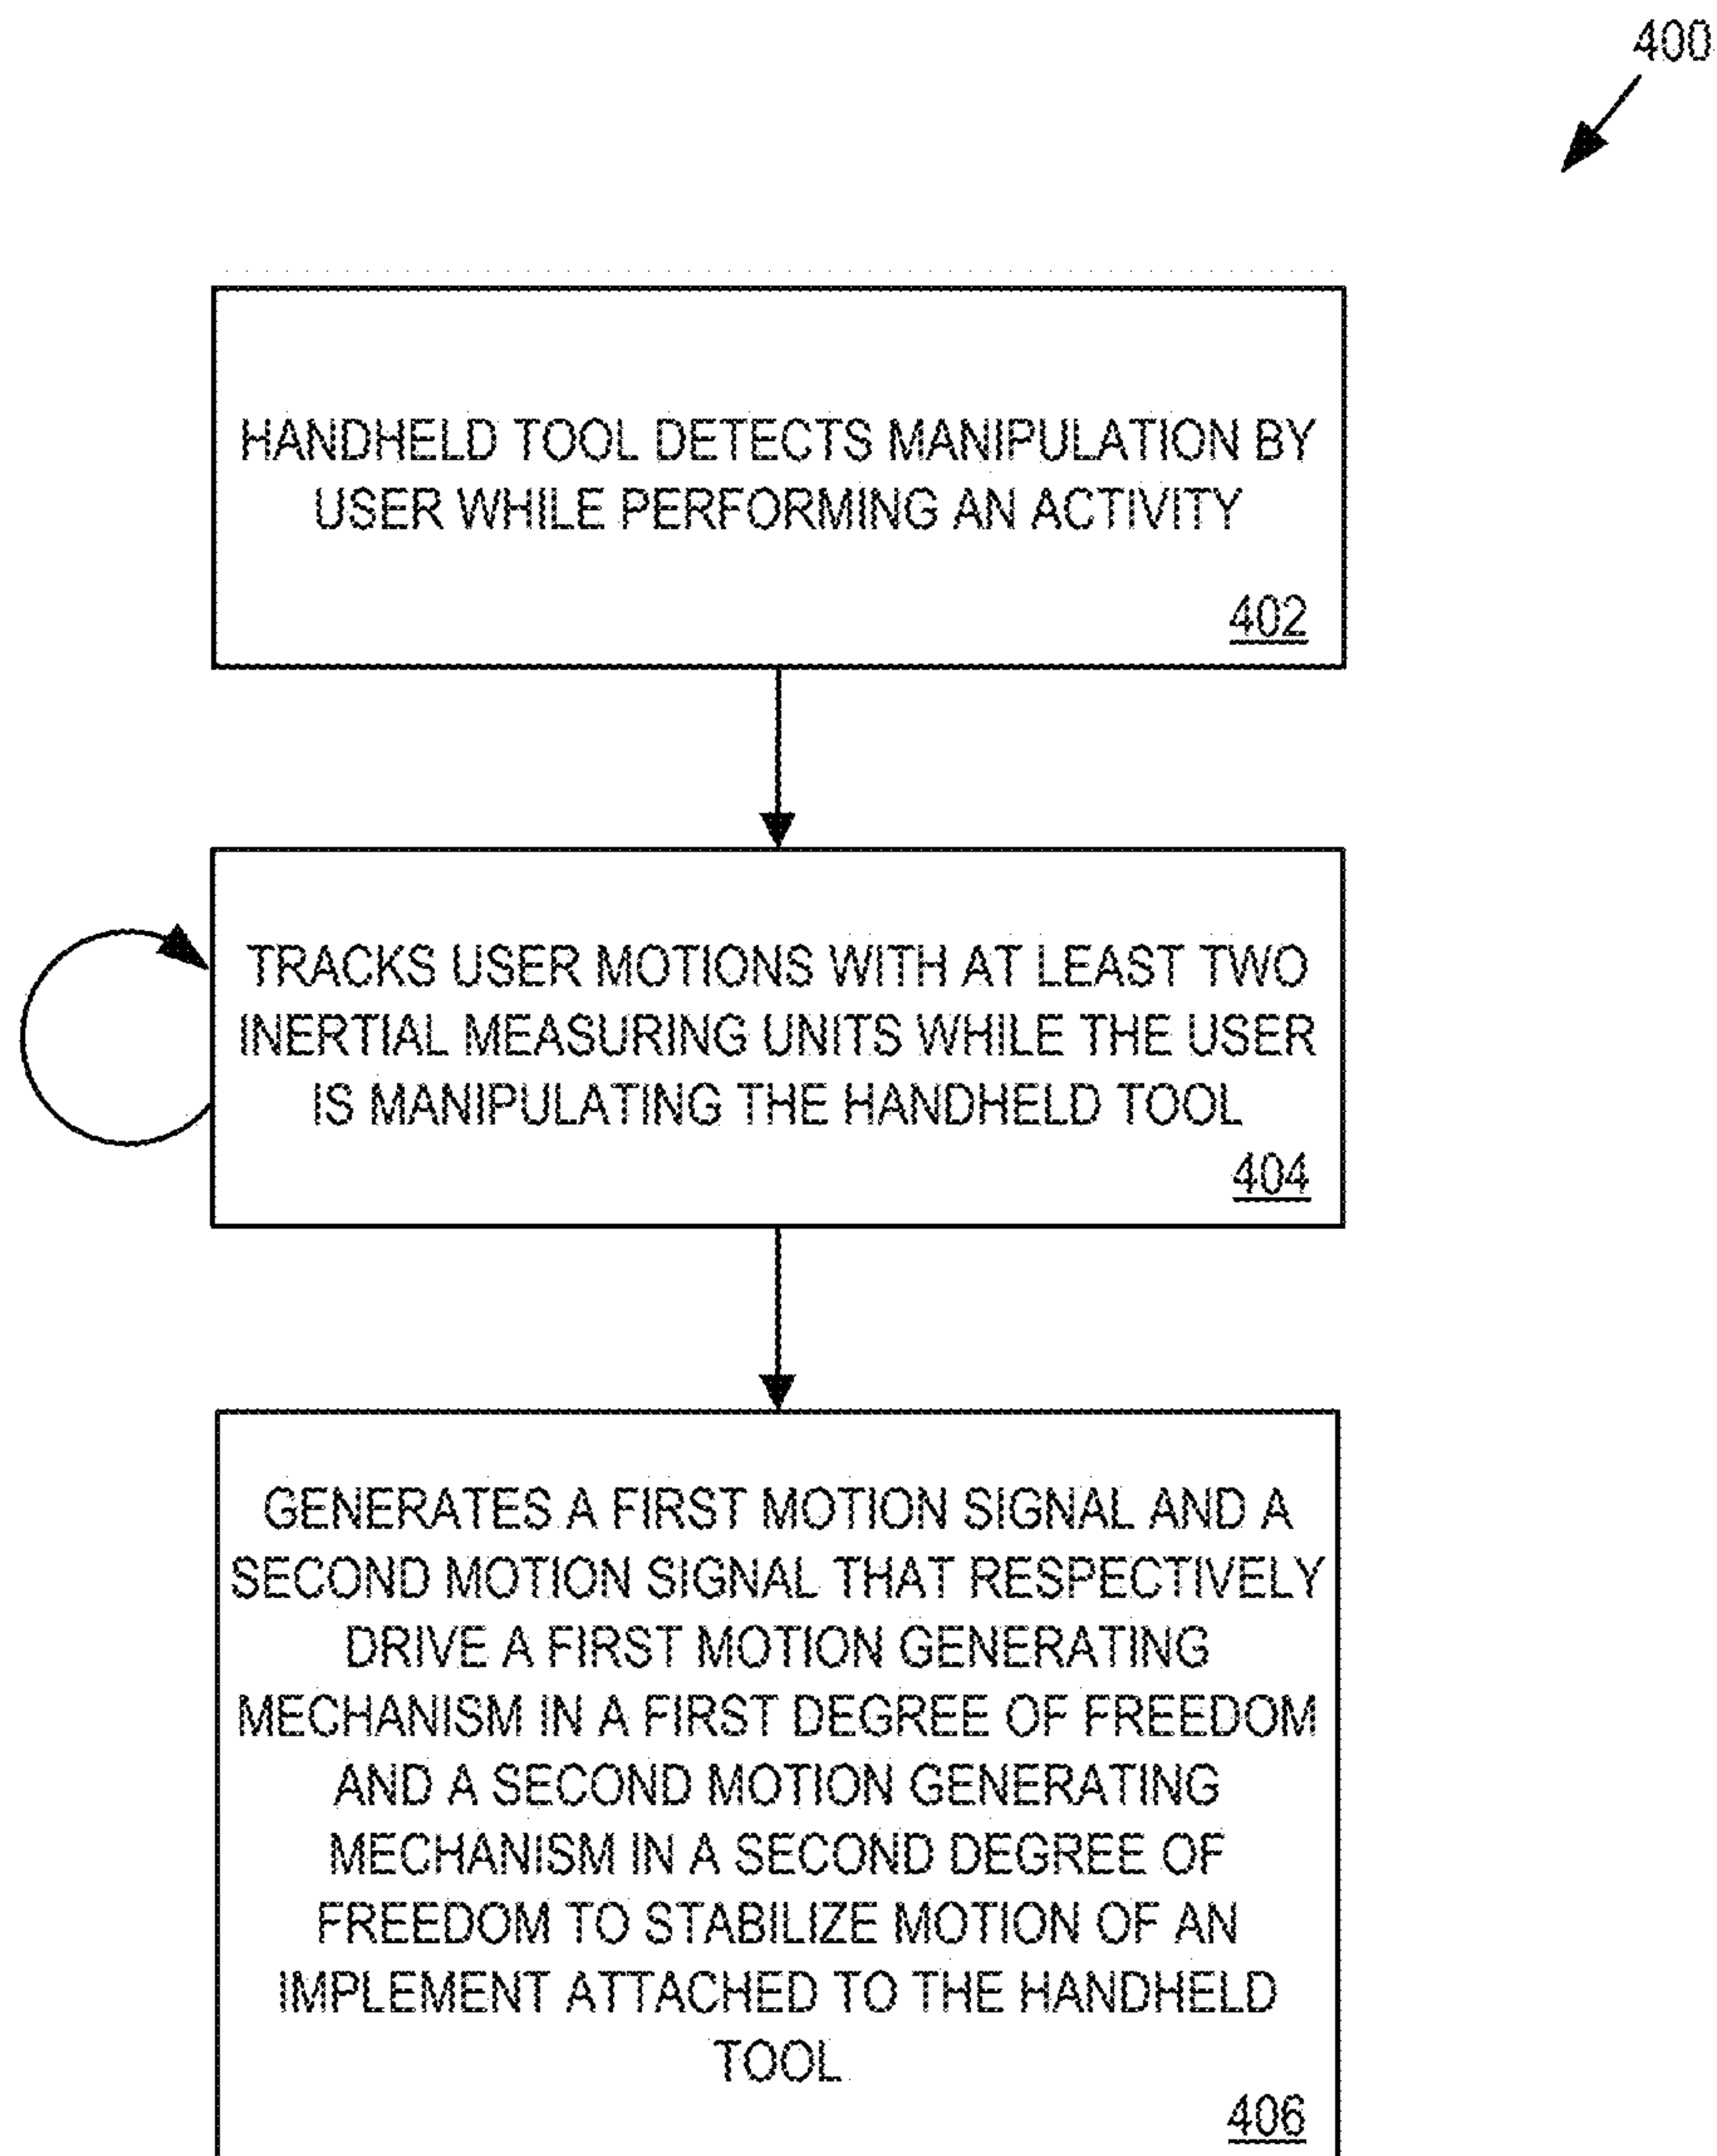 400
HANDHELD TOOL DETECTS MANIPULATION BY
USER WHILE PERFORMING AN ACTIVITY
402
TRACKS USER MOTIONS WITH AT LEAST TWO
INERTIAL MEASURING UNITS WHILE THE USER
IS MANIPULATING THE HANDHELD TOOL
404
GENERATES A FIRST MOTION SIGNAL AND A
SECOND MOTION SIGNAL THAT RESPECTIVELY
DRIVE A FIRST MOTION GENERATING
MECHANISM IN A FIRST DEGREE OF FREEDOM
AND A SECOND MOTION GENERATING
MECHANISM IN A SECOND DEGREE OF
FREEDOM TO STABILIZE MOTION OF AN
IMPLEMENT ATTACHED TO THE HANDHELD
TOOL
406